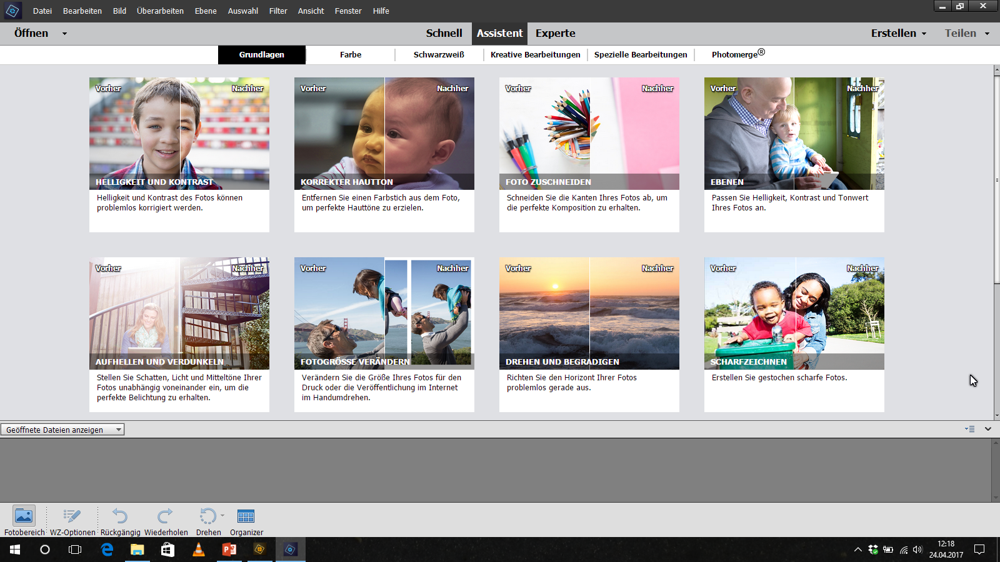 Datei Bearbeiten Bild Überarbeiten Ebene Auswahl Filter Ansicht Fenster Hilfe
Öffnen Schnell Assistent Experte Erstellen Teilen
Grundlagen Farbe Schwarzweiß Kreative Bearbeitungen Spezielle Bearbeitungen Photomerge®
Vorher Nachher Vorher Nachher Vorher Nachher Vorher Nachher
HELLIGKEIT UND KONTRAST
Helligkeit und Kontrast des Fotos können
problemlos korrigiert werden.
KORREKTER HAUTTON
Entfernen Sie einen Farbstich aus dem Foto,
um perfekte Hauttöne zu erzielen.
FOTO ZUSCHNEIDEN
Schneiden Sie die Kanten Ihres Fotos ab, um
die perfekte Komposition zu erhalten.
EBENEN
Passen Sie Helligkeit, Kontrast und Tonwert
Ihres Fotos an.
Vorher Nachher Vorher Nachher Vorher Nachher Vorher Nachher
AUFHELLEN UND VERDUNKELN
Stellen Sie Schatten, Licht und Mitteltöne Ihrer
Fotos unabhängig voneinander ein, um die
perfekte Belichtung zu erhalten.
FOTOGRÖSSE VERÄNDERN
Verändern Sie die Größe Ihres Fotos für den
Druck oder die Veröffentlichung im Internet
im Handumdrehen.
DREHEN UND BEGRADIGEN
Richten Sie den Horizont Ihrer Fotos
problemlos gerade aus.
SCHARFZEICHNEN
Erstellen Sie gestochen scharfe Fotos.
Geöffnete Dateien anzeigen
Fotobereich WZ-Optionen Rückgängig Wiederholen Drehen Organizer
12:18
24.04.2017